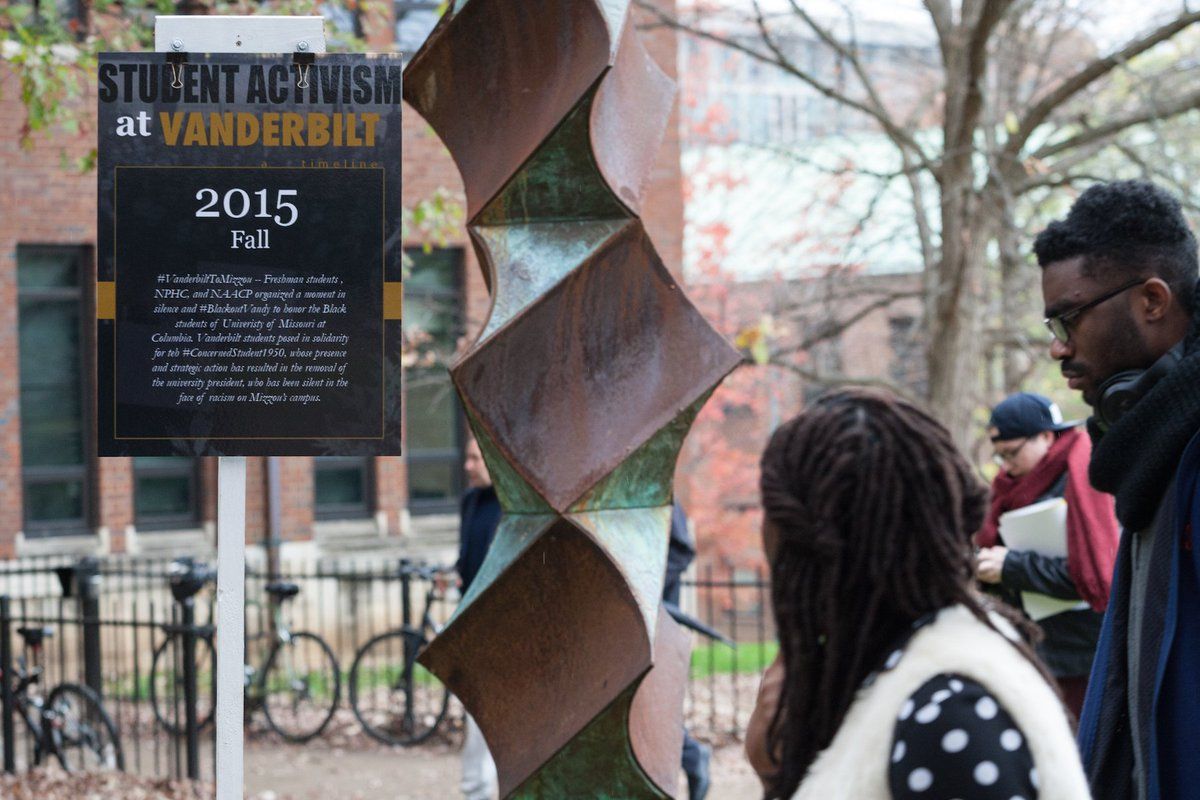 STUDENT ACTIVISM
at VANDERBILT
a timeline
2015
Fall
#VanderbiltToMizzou -- Freshman students ,
NPHC, and NAACP organized a moment in
silence and #BlackoutVandy to honor the Black
students of Univeristy of Missouri at
Columbia. Vanderbilt students posed in solidarity
for teh #ConcernedStudent1950, whose presence
and strategic action has resulted in the removal of
the university president, who has been silent in the
face of racism on Mizzou's campus.